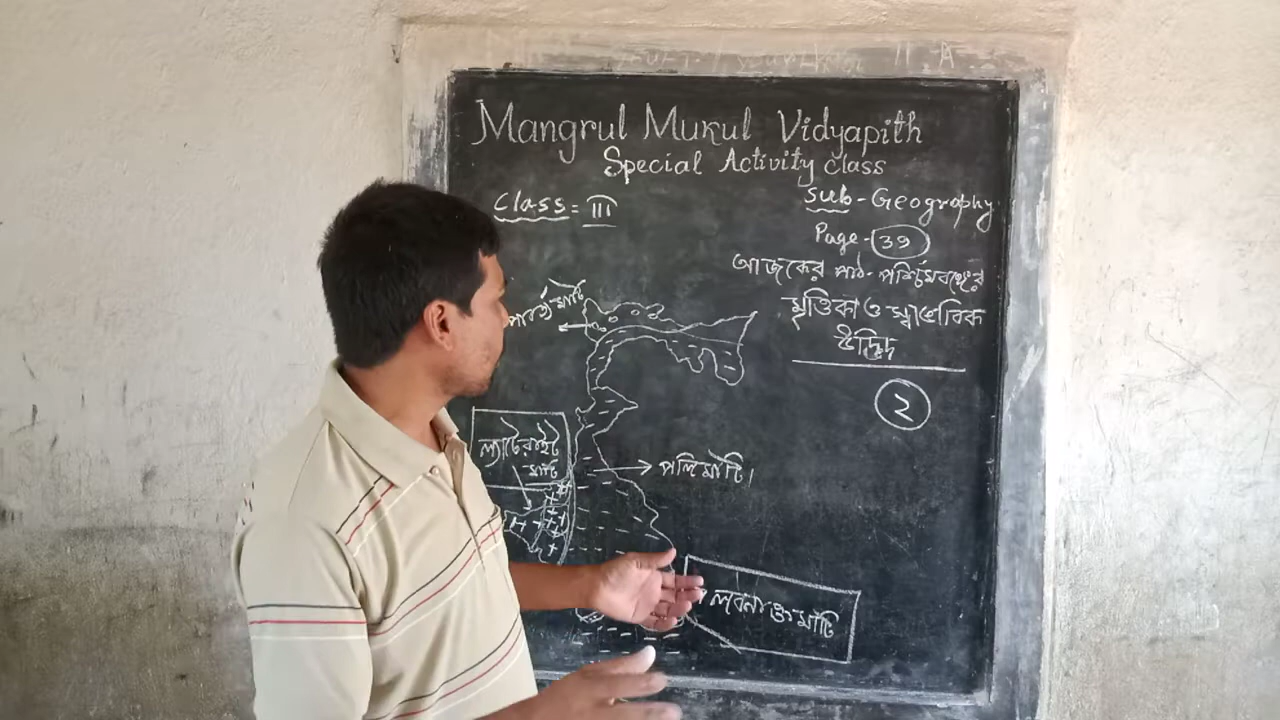 Mangrul Mukul Vidyapith
Special Activity class
Class = III
Sub - Geography
Page - 39
আজকের পাঠ - পশ্চিমবঙ্গের
মৃত্তিকা ও স্বাভাবিক
উদ্ভিদ
২
পার্বত্য মাটি
ল্যাটেরাইট
মাটি
পলি মাটি।
লবনাক্ত মাটি